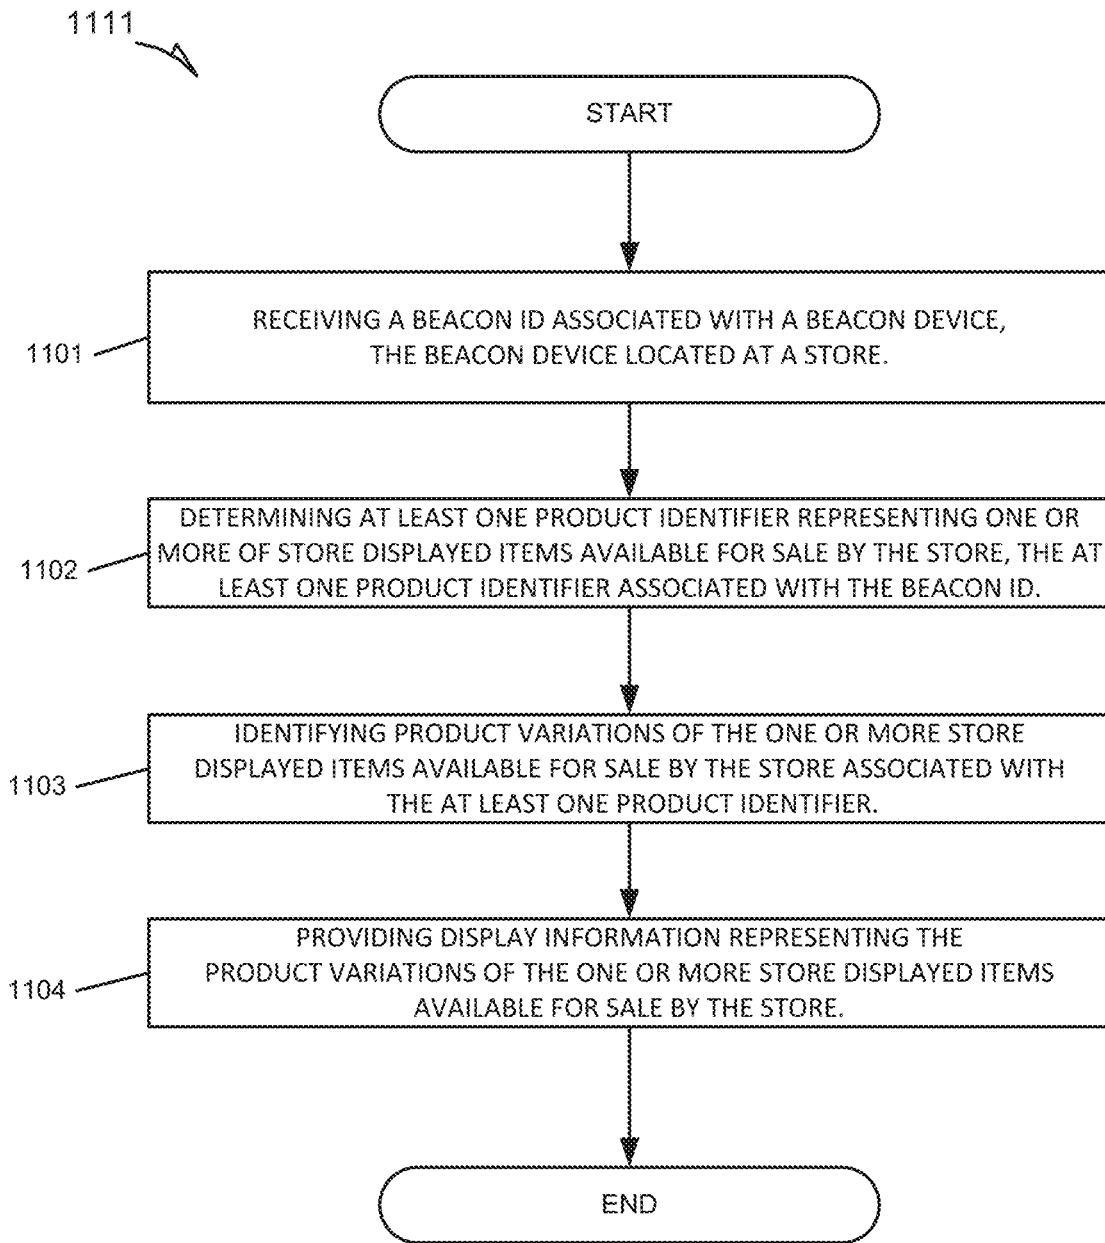 1111
START
1101
RECEIVING A BEACON ID ASSOCIATED WITH A BEACON DEVICE,
THE BEACON DEVICE LOCATED AT A STORE.
1102
DETERMINING AT LEAST ONE PRODUCT IDENTIFIER REPRESENTING ONE OR
MORE OF STORE DISPLAYED ITEMS AVAILABLE FOR SALE BY THE STORE, THE AT
LEAST ONE PRODUCT IDENTIFIER ASSOCIATED WITH THE BEACON ID.
1103
IDENTIFYING PRODUCT VARIATIONS OF THE ONE OR MORE STORE
DISPLAYED ITEMS AVAILABLE FOR SALE BY THE STORE ASSOCIATED WITH
THE AT LEAST ONE PRODUCT IDENTIFIER.
1104
PROVIDING DISPLAY INFORMATION REPRESENTING THE
PRODUCT VARIATIONS OF THE ONE OR MORE STORE DISPLAYED ITEMS
AVAILABLE FOR SALE BY THE STORE.
END